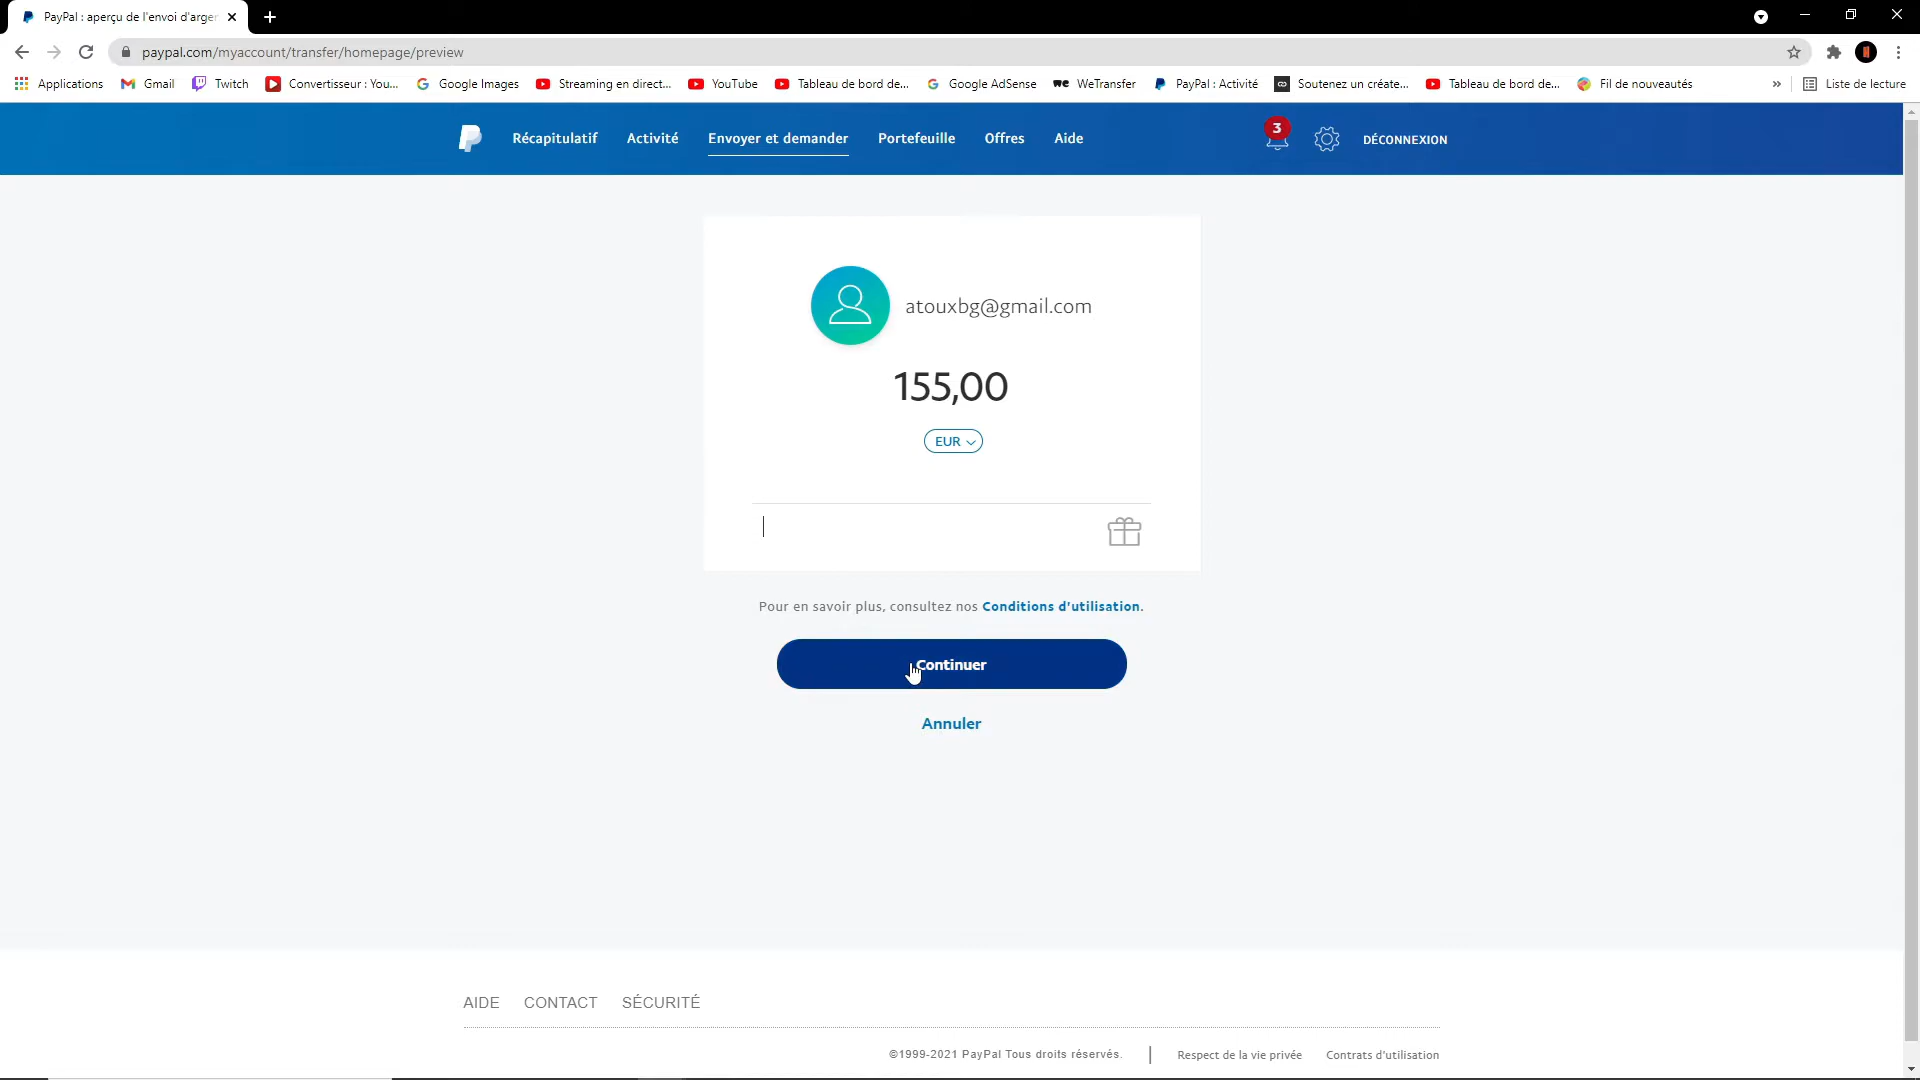 PayPal : aperçu de l'envoi d'arger
paypal.com/myaccount/transfer/homepage/preview
Applications Gmail Twitch Convertisseur : You... Google Images Streaming en direct... YouTube Tableau de bord de... Google AdSense WeTransfer PayPal : Activité Soutenez un créate... Tableau de bord de... Fil de nouveautés » Liste de lecture
Récapitulatif Activité Envoyer et demander Portefeuille Offres Aide 3 DÉCONNEXION
atouxbg@gmail.com
155,00
EUR
Pour en savoir plus, consultez nos Conditions d'utilisation.
Continuer
Annuler
AIDE CONTACT SÉCURITÉ
©1999-2021 PayPal Tous droits réservés. | Respect de la vie privée Contrats d'utilisation